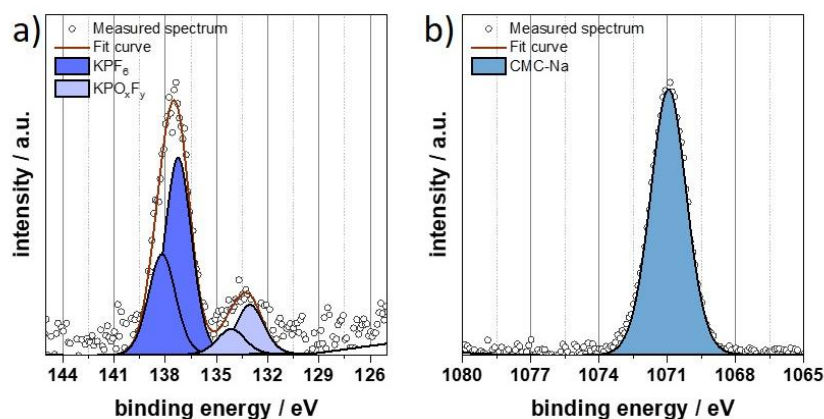 a)
Measured spectrum
Fit curve
KPF₆
KPOₓFᵧ
intensity / a.u.
144 141 138 135 132 129 126
binding energy / eV
b)
Measured spectrum
Fit curve
CMC-Na
intensity / a.u.
1080 1077 1074 1071 1068 1065
binding energy / eV